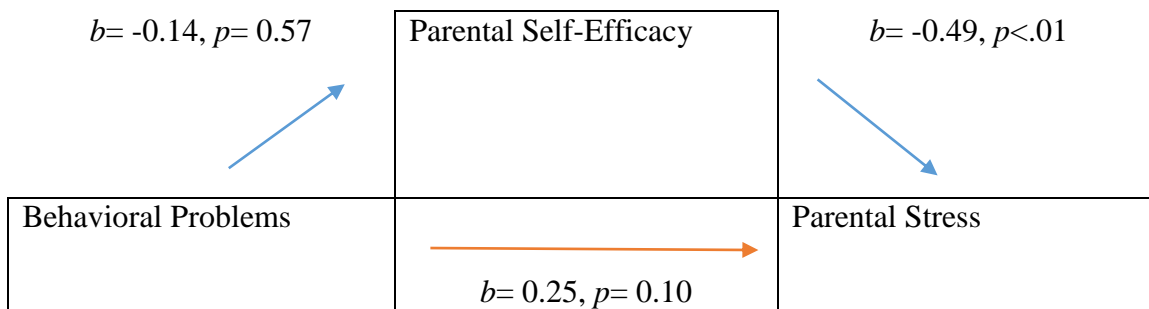 b= -0.14, p= 0.57
Parental Self-Efficacy
b= -0.49, p<.01
Behavioral Problems
Parental Stress
b= 0.25, p= 0.10